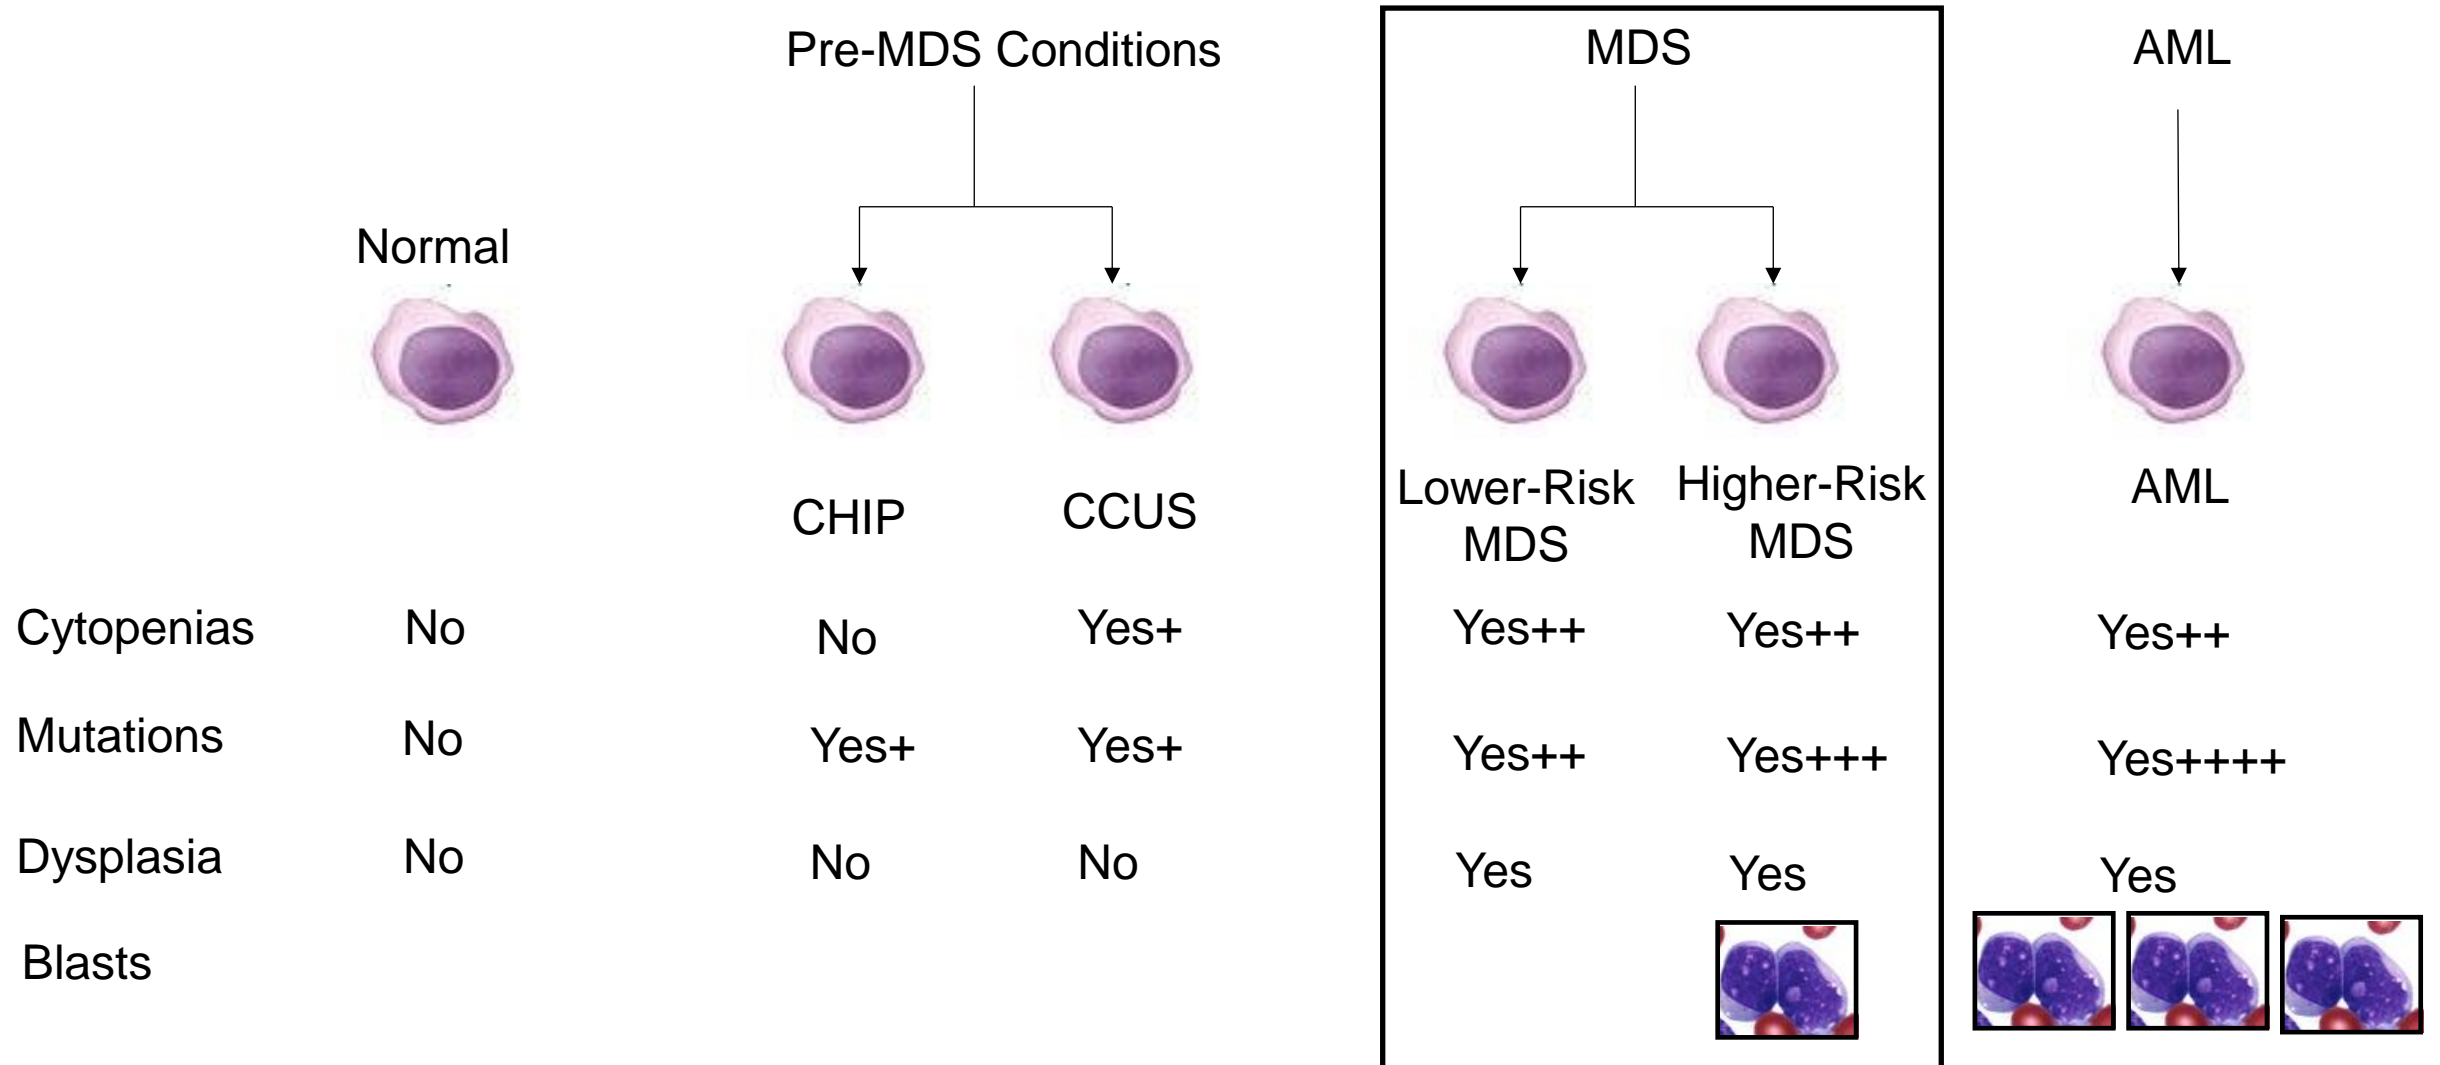 Pre-MDS Conditions
MDS
AML
Normal
CHIP
CCUS
Lower-Risk
MDS
Higher-Risk
MDS
AML
Cytopenias No No Yes+ Yes++ Yes++ Yes++
Mutations No Yes+ Yes+ Yes++ Yes+++ Yes++++
Dysplasia No No No Yes Yes Yes
Blasts